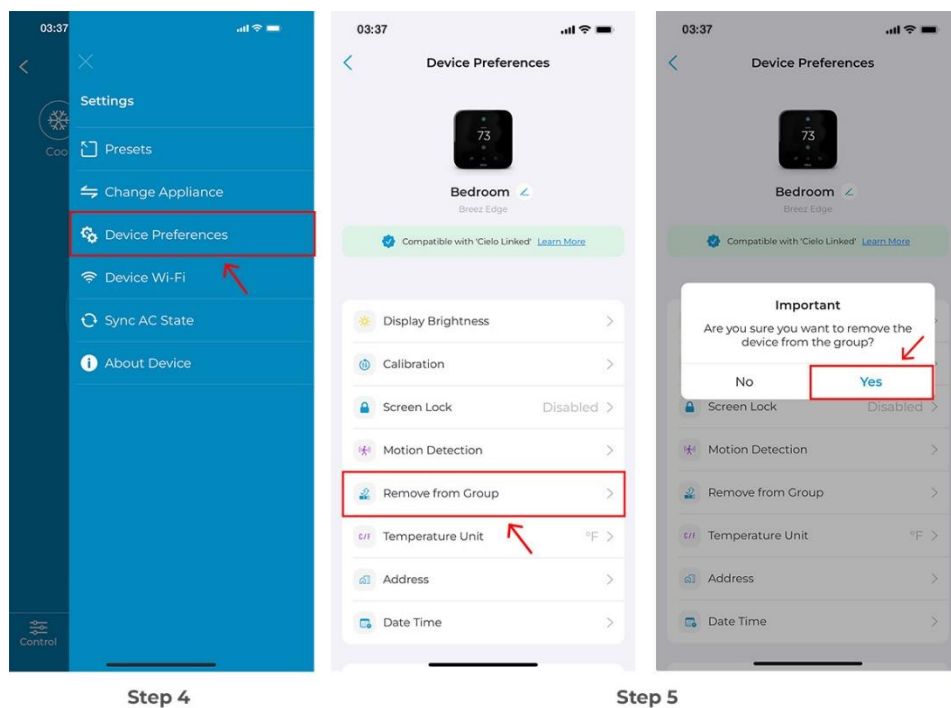 03:37
Coo
Control
Settings
Presets
Change Appliance
Device Preferences
Device Wi-Fi
Sync AC State
About Device
Step 4
03:37
Device Preferences
73
Bedroom
Breez Edge
Compatible with 'Cielo Linked' Learn More
Display Brightness
Calibration
Screen Lock Disabled
Motion Detection
Remove from Group
C/F Temperature Unit °F
Address
Date Time
03:37
Device Preferences
73
Bedroom
Breez Edge
Compatible with 'Cielo Linked' Learn More
Important
Are you sure you want to remove the
device from the group?
No Yes
Screen Lock Disabled
Motion Detection
Remove from Group
C/F Temperature Unit °F
Address
Date Time
Step 5